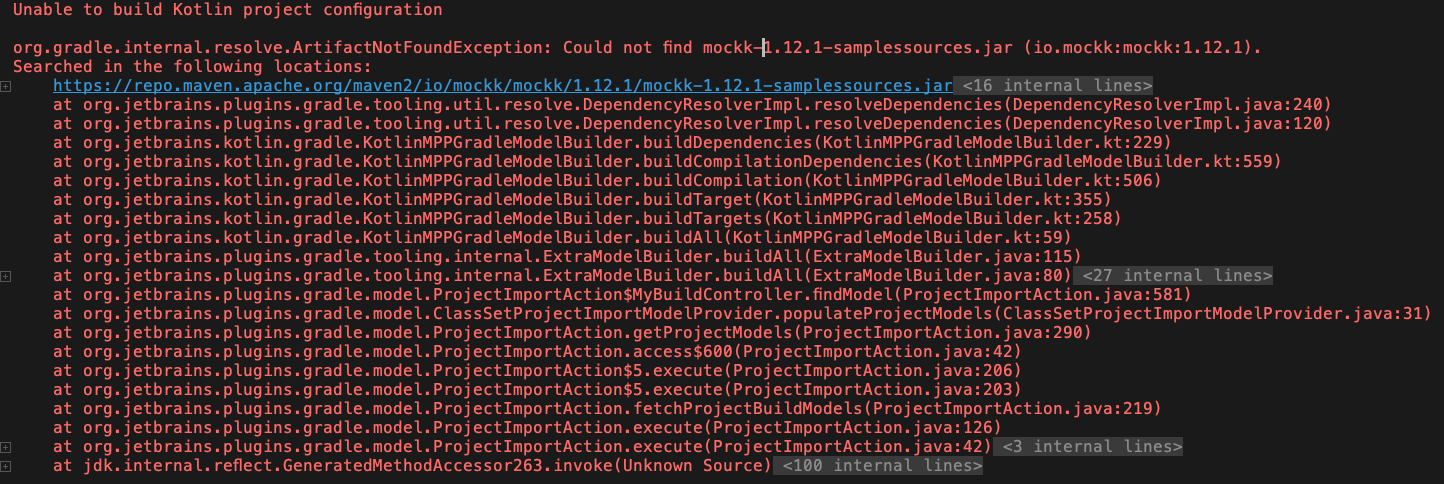 Unable to build Kotlin project configuration
org.gradle.internal.resolve.ArtifactNotFoundException: Could not find mockk-1.12.1-samplessources.jar (io.mockk:mockk:1.12.1).
Searched in the following locations:
https://repo.maven.apache.org/maven2/io/mockk/mockk/1.12.1/mockk-1.12.1-samplessources.jar <16 internal lines>
at org.jetbrains.plugins.gradle.tooling.util.resolve.DependencyResolverImpl.resolveDependencies(DependencyResolverImpl.java:240)
at org.jetbrains.plugins.gradle.tooling.util.resolve.DependencyResolverImpl.resolveDependencies(DependencyResolverImpl.java:120)
at org.jetbrains.kotlin.gradle.KotlinMPPGradleModelBuilder.buildDependencies(KotlinMPPGradleModelBuilder.kt:229)
at org.jetbrains.kotlin.gradle.KotlinMPPGradleModelBuilder.buildCompilationDependencies(KotlinMPPGradleModelBuilder.kt:559)
at org.jetbrains.kotlin.gradle.KotlinMPPGradleModelBuilder.buildCompilation(KotlinMPPGradleModelBuilder.kt:506)
at org.jetbrains.kotlin.gradle.KotlinMPPGradleModelBuilder.buildTarget(KotlinMPPGradleModelBuilder.kt:355)
at org.jetbrains.kotlin.gradle.KotlinMPPGradleModelBuilder.buildTargets(KotlinMPPGradleModelBuilder.kt:258)
at org.jetbrains.kotlin.gradle.KotlinMPPGradleModelBuilder.buildAll(KotlinMPPGradleModelBuilder.kt:59)
at org.jetbrains.plugins.gradle.tooling.internal.ExtraModelBuilder.buildAll(ExtraModelBuilder.java:115)
at org.jetbrains.plugins.gradle.tooling.internal.ExtraModelBuilder.buildAll(ExtraModelBuilder.java:80) <27 internal lines>
at org.jetbrains.plugins.gradle.model.ProjectImportAction$MyBuildController.findModel(ProjectImportAction.java:581)
at org.jetbrains.plugins.gradle.model.ClassSetProjectImportModelProvider.populateProjectModels(ClassSetProjectImportModelProvider.java:31)
at org.jetbrains.plugins.gradle.model.ProjectImportAction.getProjectModels(ProjectImportAction.java:290)
at org.jetbrains.plugins.gradle.model.ProjectImportAction.access$600(ProjectImportAction.java:42)
at org.jetbrains.plugins.gradle.model.ProjectImportAction$5.execute(ProjectImportAction.java:206)
at org.jetbrains.plugins.gradle.model.ProjectImportAction$5.execute(ProjectImportAction.java:203)
at org.jetbrains.plugins.gradle.model.ProjectImportAction.fetchProjectBuildModels(ProjectImportAction.java:219)
at org.jetbrains.plugins.gradle.model.ProjectImportAction.execute(ProjectImportAction.java:126)
at org.jetbrains.plugins.gradle.model.ProjectImportAction.execute(ProjectImportAction.java:42) <3 internal lines>
at jdk.internal.reflect.GeneratedMethodAccessor263.invoke(Unknown Source) <100 internal lines>